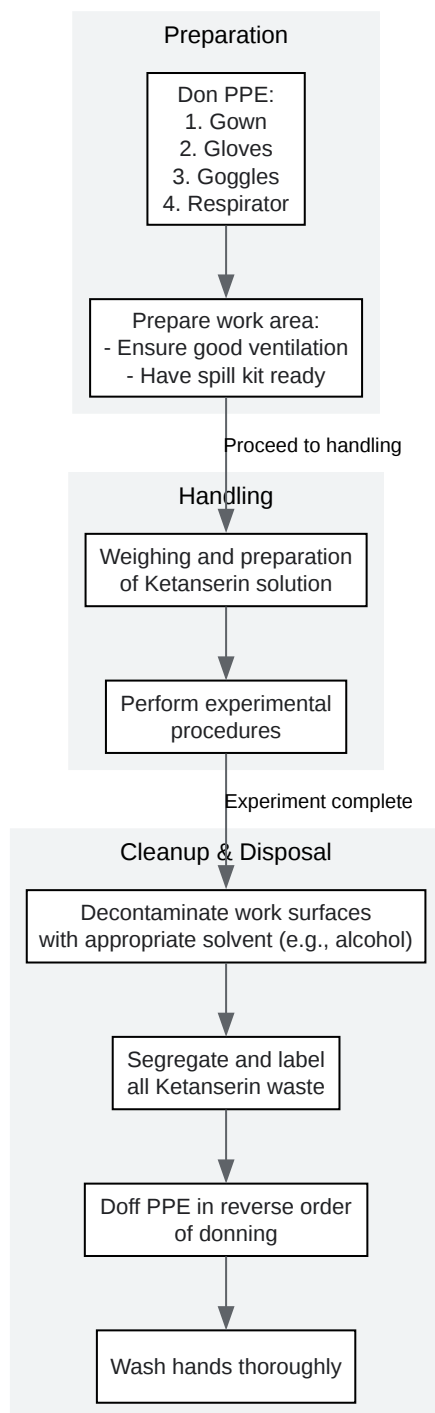 Preparation
Don PPE:
1. Gown
2. Gloves
3. Goggles
4. Respirator
Prepare work area:
- Ensure good ventilation
- Have spill kit ready
Proceed to handling
Handling
Weighing and preparation
of Ketanserin solution
Perform experimental
procedures
Experiment complete
Cleanup & Disposal
Decontaminate work surfaces
with appropriate solvent (e.g., alcohol)
Segregate and label
all Ketanserin waste
Doff PPE in reverse order
of donning
Wash hands thoroughly